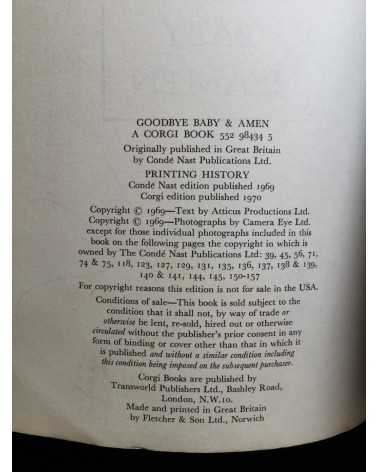 GOODBYE BABY & AMEN
A CORGI BOOK 552 98434 5
Originally published in Great Britain
by Condé Nast Publications Ltd.
PRINTING HISTORY
Condé Nast edition published 1969
Corgi edition published 1970
Copyright © 1969—Text by Atticus Productions Ltd.
Copyright © 1969—Photographs by Camera Eye Ltd.
except for those individual photographs included in this
book on the following pages the copyright in which is
owned by The Condé Nast Publications Ltd: 39, 45, 56, 71,
74 & 75, 118, 123, 127, 129, 131, 135, 136, 137, 138 & 139,
140 & 141, 144, 145, 150-157
For copyright reasons this edition is not for sale in the USA.
Conditions of sale—This book is sold subject to the
condition that it shall not, by way of trade or
otherwise be lent, re-sold, hired out or otherwise
circulated without the publisher's prior consent in any
form of binding or cover other than that in which it
is published and without a similar condition including
this condition being imposed on the subsequent purchaser.
Corgi Books are published by
Transworld Publishers Ltd., Bashley Road,
London, N.W.10.
Made and printed in Great Britain
by Fletcher & Son Ltd., Norwich